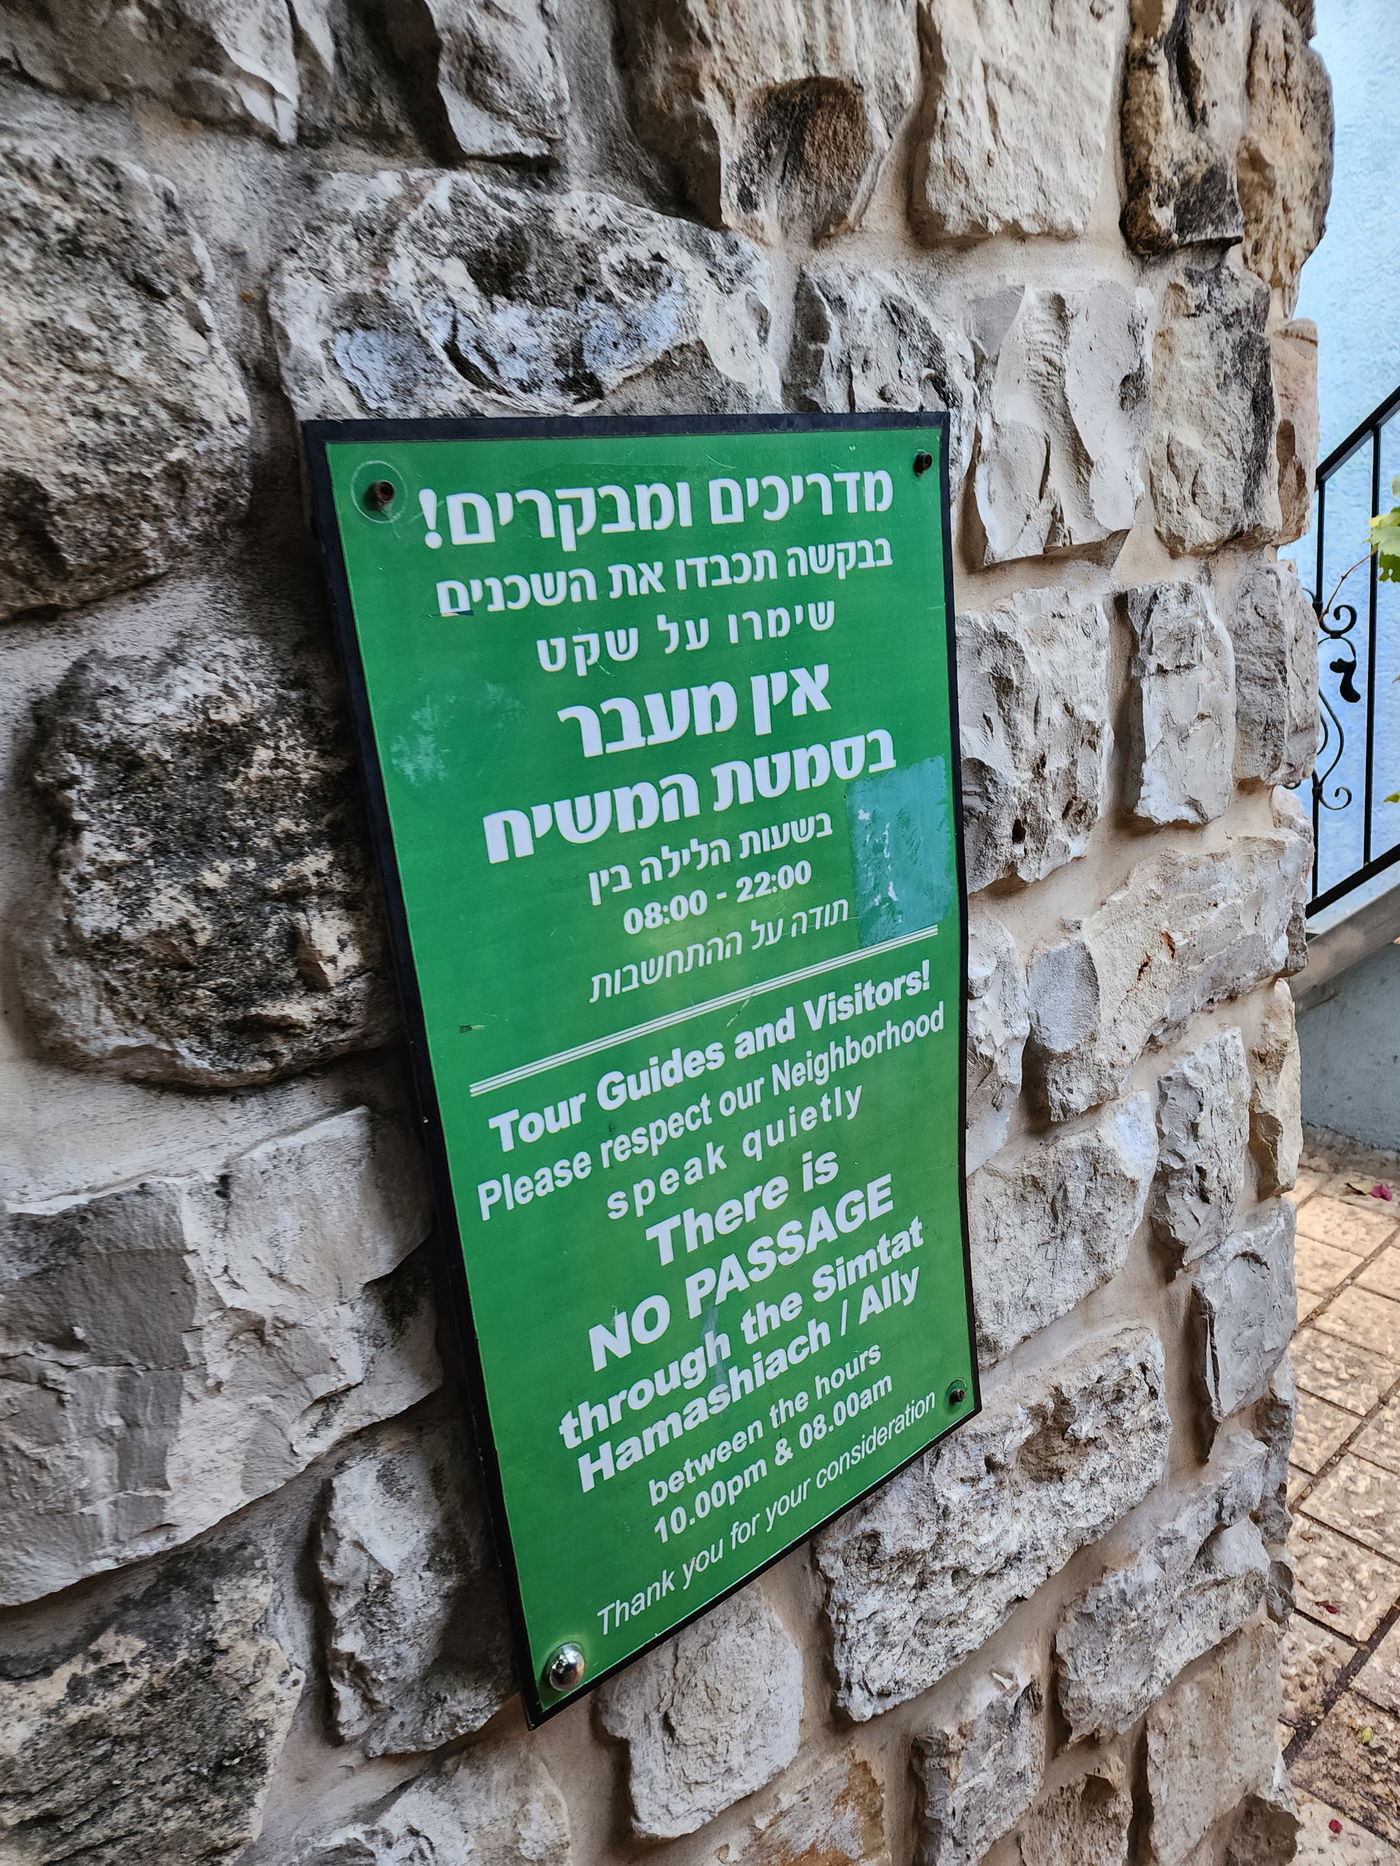 מדריכים ומבקרים!
בבקשה תכבדו את השכנים
שימרו על שקט
אין מעבר
בסמטת המשיח
בשעות הלילה בין
08:00 - 22:00
תודה על ההתחשבות
Tour Guides and Visitors!
Please respect our Neighborhood
speak quietly
There is
NO PASSAGE
through the Simtat
Hamashiach / Ally
between the hours
10.00pm & 08.00am
Thank you for your consideration